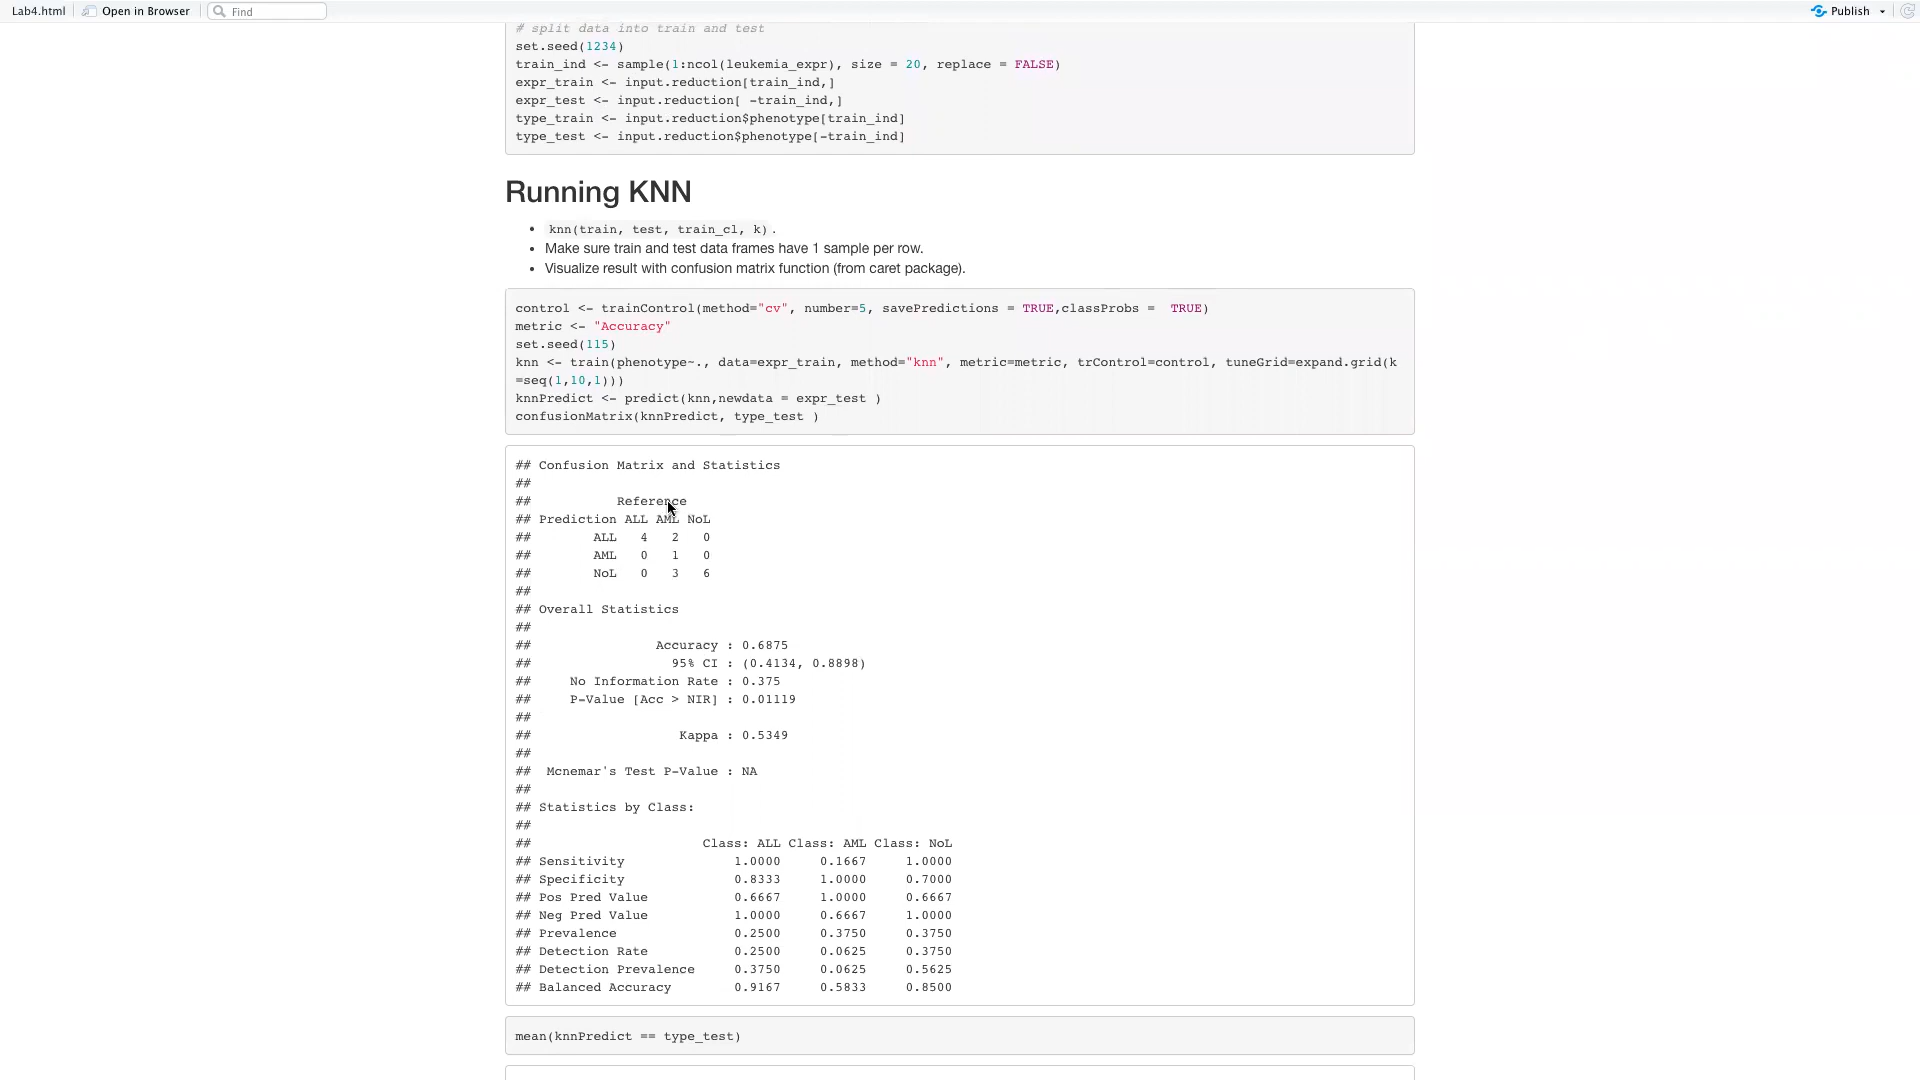 Lab4.html Open in Browser Find Publish
# split data into train and test
set.seed(1234)
train_ind <- sample(1:ncol(leukemia_expr), size = 20, replace = FALSE)
expr_train <- input.reduction[train_ind,]
expr_test <- input.reduction[ -train_ind,]
type_train <- input.reduction$phenotype[train_ind]
type_test <- input.reduction$phenotype[-train_ind]
Running KNN
• knn(train, test, train_cl, k).
• Make sure train and test data frames have 1 sample per row.
• Visualize result with confusion matrix function (from caret package).
control <- trainControl(method="cv", number=5, savePredictions = TRUE,classProbs =  TRUE)
metric <- "Accuracy"
set.seed(115)
knn <- train(phenotype~., data=expr_train, method="knn", metric=metric, trControl=control, tuneGrid=expand.grid(k
=seq(1,10,1)))
knnPredict <- predict(knn,newdata = expr_test )
confusionMatrix(knnPredict, type_test )
## Confusion Matrix and Statistics
##
##           Reference
## Prediction ALL AML NoL
##        ALL   4   2   0
##        AML   0   1   0
##        NoL   0   3   6
##
## Overall Statistics
##
##                Accuracy : 0.6875
##                  95% CI : (0.4134, 0.8898)
##     No Information Rate : 0.375
##     P-Value [Acc > NIR] : 0.01119
##
##                   Kappa : 0.5349
##
##  Mcnemar's Test P-Value : NA
##
## Statistics by Class:
##
##                      Class: ALL Class: AML Class: NoL
## Sensitivity              1.0000     0.1667     1.0000
## Specificity              0.8333     1.0000     0.7000
## Pos Pred Value           0.6667     1.0000     0.6667
## Neg Pred Value           1.0000     0.6667     1.0000
## Prevalence               0.2500     0.3750     0.3750
## Detection Rate           0.2500     0.0625     0.3750
## Detection Prevalence     0.3750     0.0625     0.5625
## Balanced Accuracy        0.9167     0.5833     0.8500
mean(knnPredict == type_test)